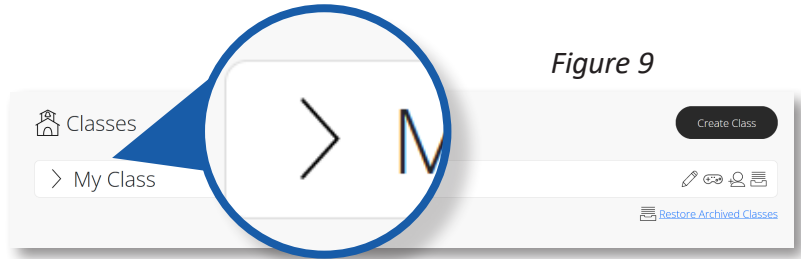 Figure 9
Classes
Create Class
My Class
M
Restore Archived Classes